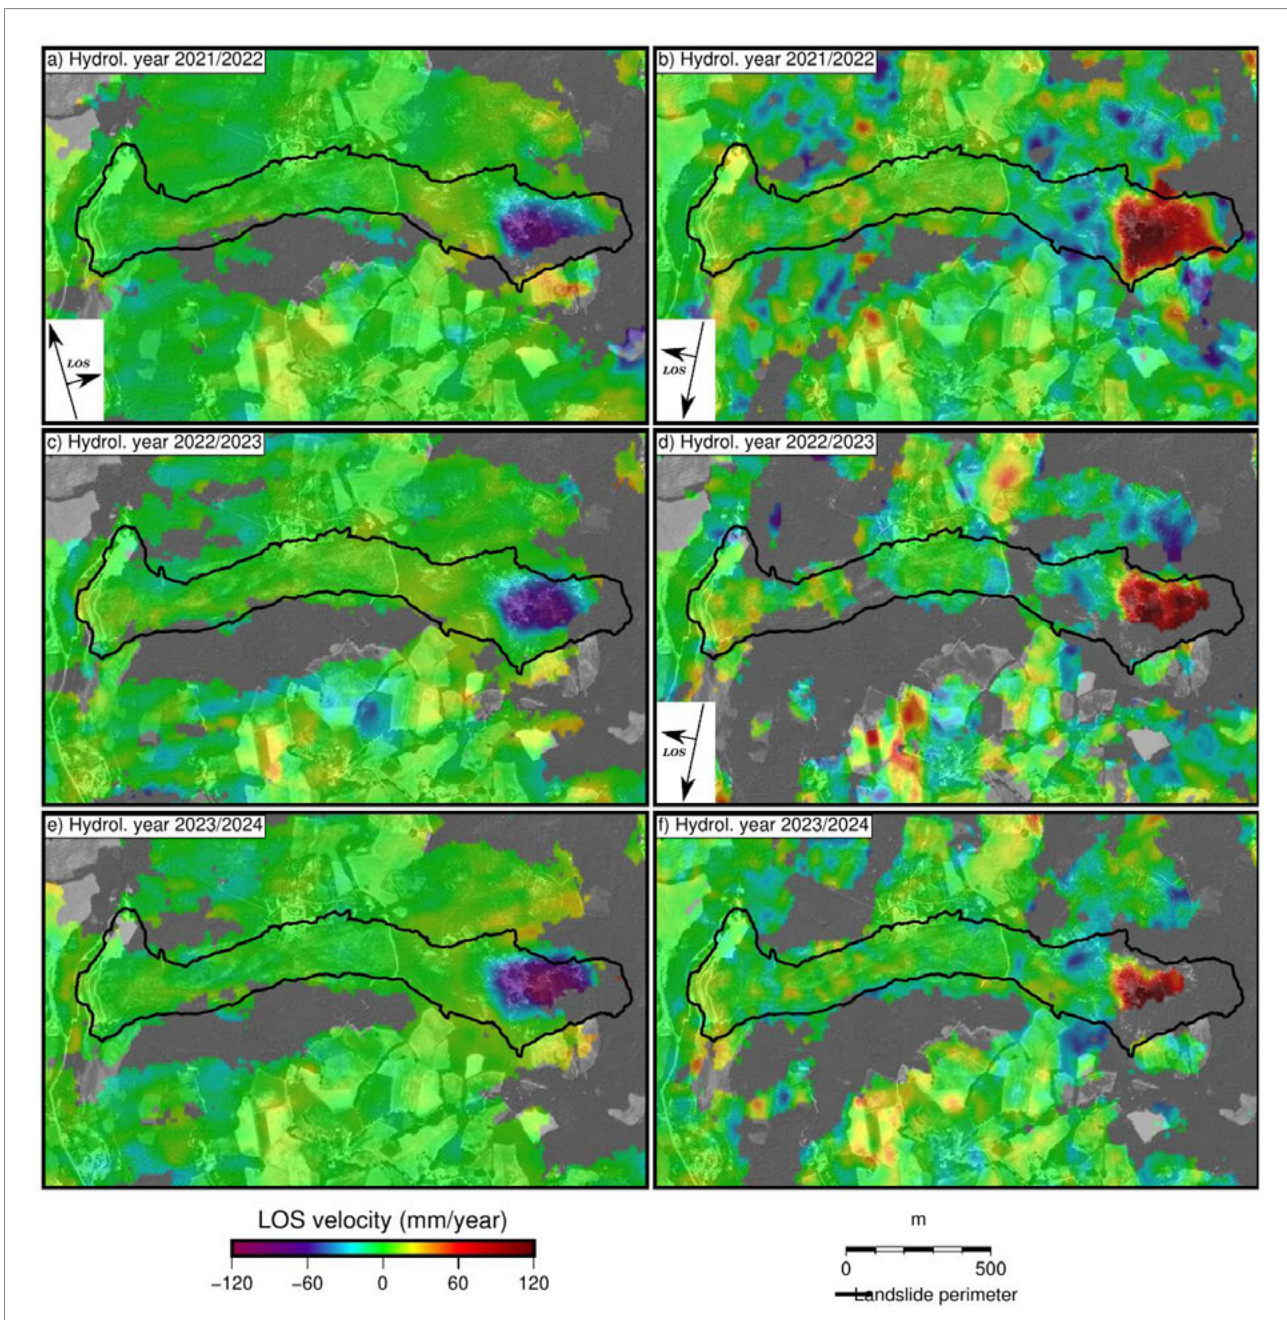 a) Hydrol. year 2021/2022
b) Hydrol. year 2021/2022
LOS
LOS
c) Hydrol. year 2022/2023
d) Hydrol. year 2022/2023
LOS
e) Hydrol. year 2023/2024
f) Hydrol. year 2023/2024
LOS velocity (mm/year)
−120 −60 0 60 120
m
0 500
Landslide perimeter